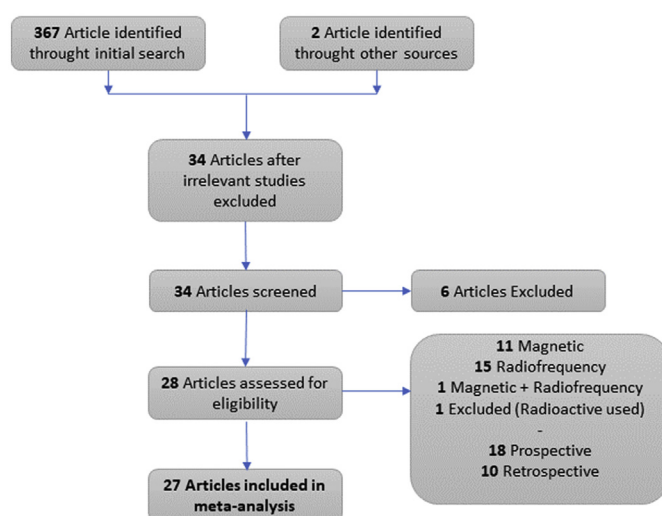 367 Article identified
throught initial search
2 Article identified
throught other sources
34 Articles after
irrelevant studies
excluded
34 Articles screened
6 Articles Excluded
28 Articles assessed for
eligibility
11 Magnetic
15 Radiofrequency
1 Magnetic + Radiofrequency
1 Excluded (Radioactive used)
-
18 Prospective
10 Retrospective
27 Articles included in
meta-analysis